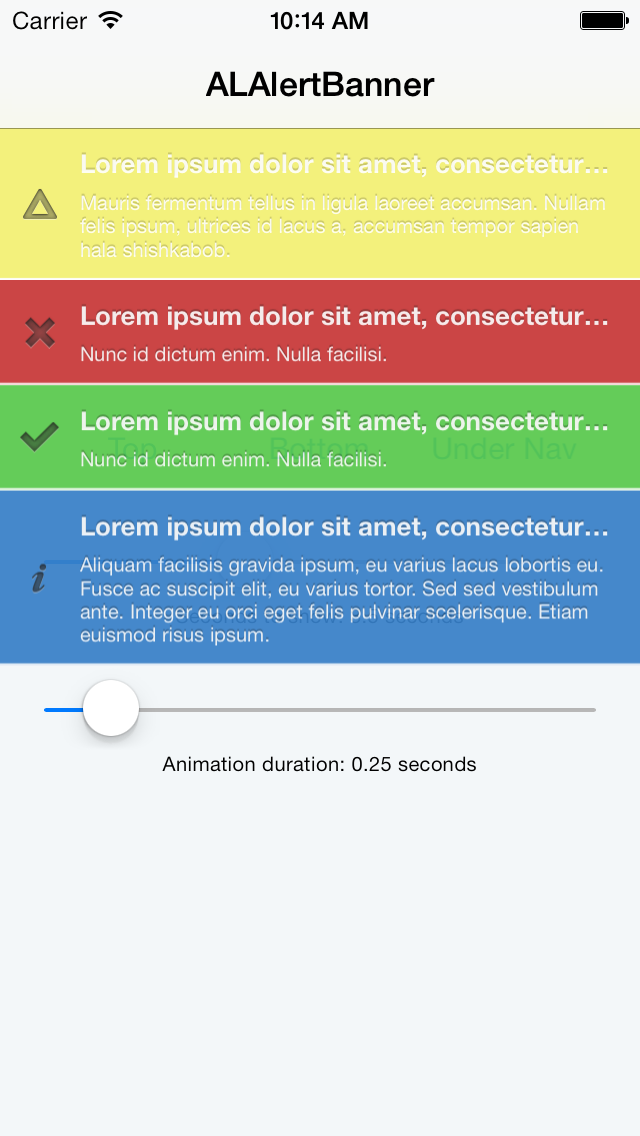 Carrier 10:14 AM
ALAlertBanner
Lorem ipsum dolor sit amet, consectetur...
Mauris fermentum tellus in ligula laoreet accumsan. Nullam
felis ipsum, ultrices id lacus a, accumsan tempor sapien
hala shishkabob.
Lorem ipsum dolor sit amet, consectetur...
Nunc id dictum enim. Nulla facilisi.
Lorem ipsum dolor sit amet, consectetur...
Top Bottom Under Nav
Nunc id dictum enim. Nulla facilisi.
Lorem ipsum dolor sit amet, consectetur...
Aliquam facilisis gravida ipsum, eu varius lacus lobortis eu.
Fusce ac suscipit elit, eu varius tortor. Sed sed vestibulum
ante. Integer eu orci eget felis pulvinar scelerisque. Etiam
euismod risus ipsum.
Animation duration: 0.25 seconds